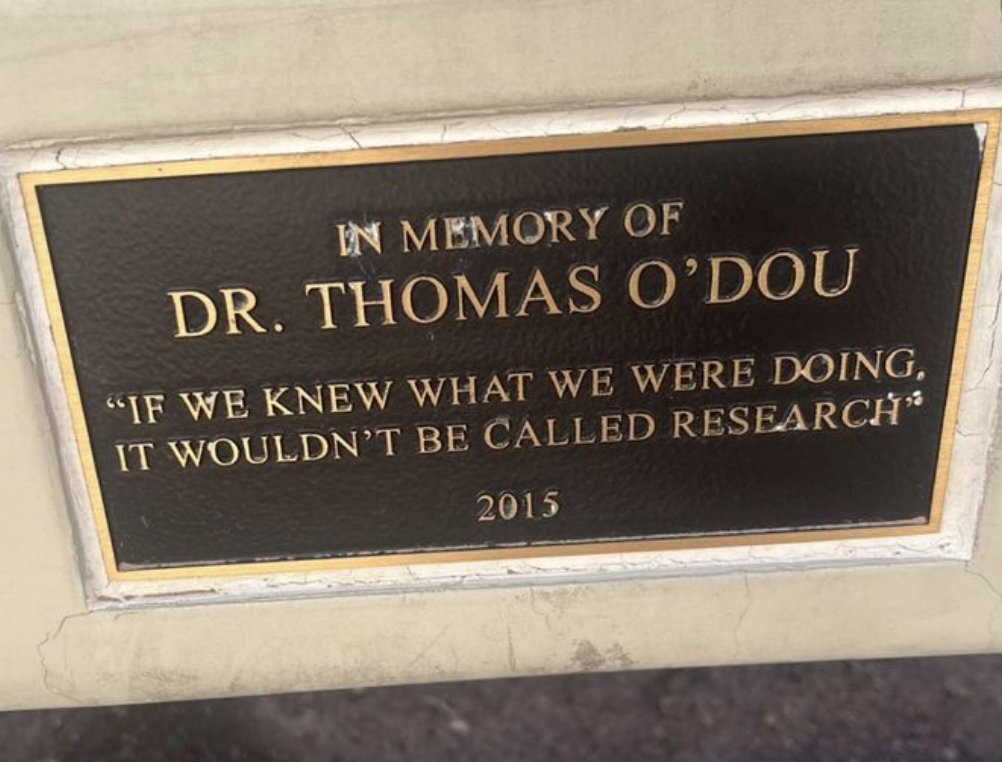 IN MEMORY OF
DR. THOMAS O'DOU
“IF WE KNEW WHAT WE WERE DOING,
IT WOULDN'T BE CALLED RESEARCH”
2015